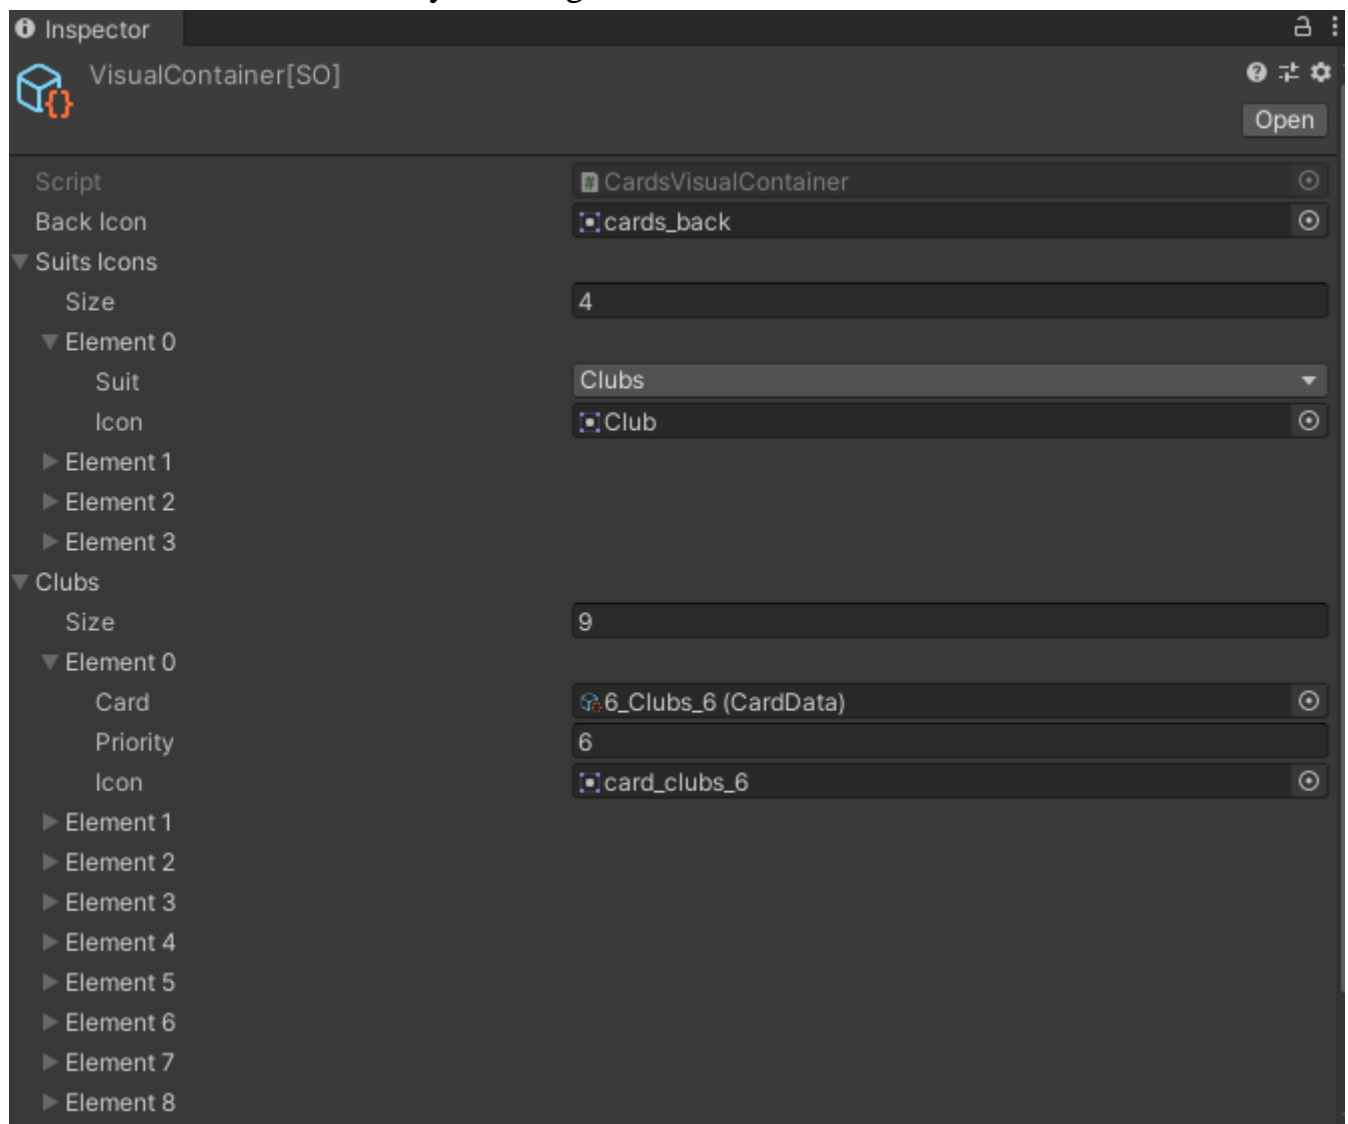 Inspector
VisualContainer[SO]
Open
Script CardsVisualContainer
Back Icon cards_back
Suits Icons
Size 4
Element 0
Suit Clubs
Icon Club
Element 1
Element 2
Element 3
Clubs
Size 9
Element 0
Card 6_Clubs_6 (CardData)
Priority 6
Icon card_clubs_6
Element 1
Element 2
Element 3
Element 4
Element 5
Element 6
Element 7
Element 8